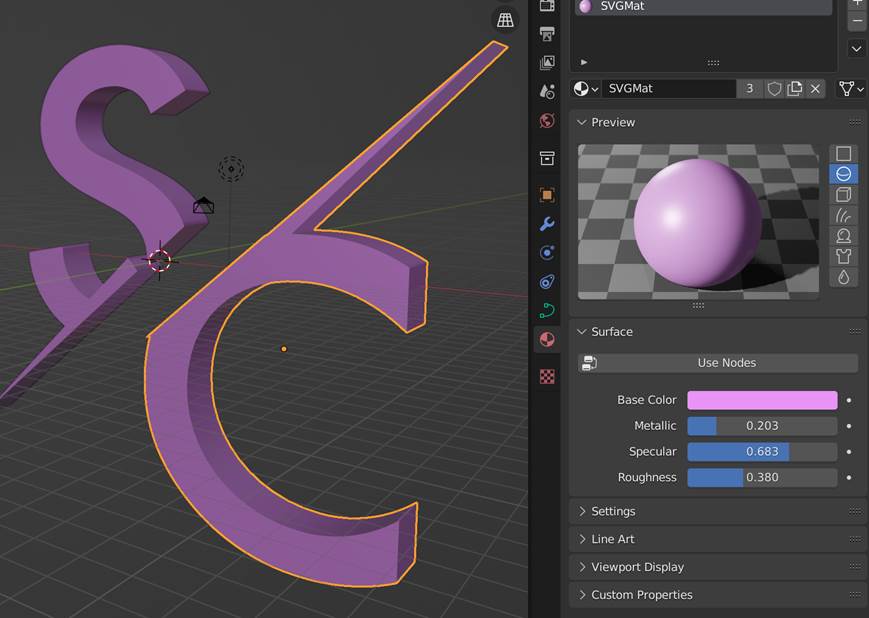 SVGMat
SVGMat 3
Preview
Surface
Use Nodes
Base Color
Metallic 0.203
Specular 0.683
Roughness 0.380
Settings
Line Art
Viewport Display
Custom Properties